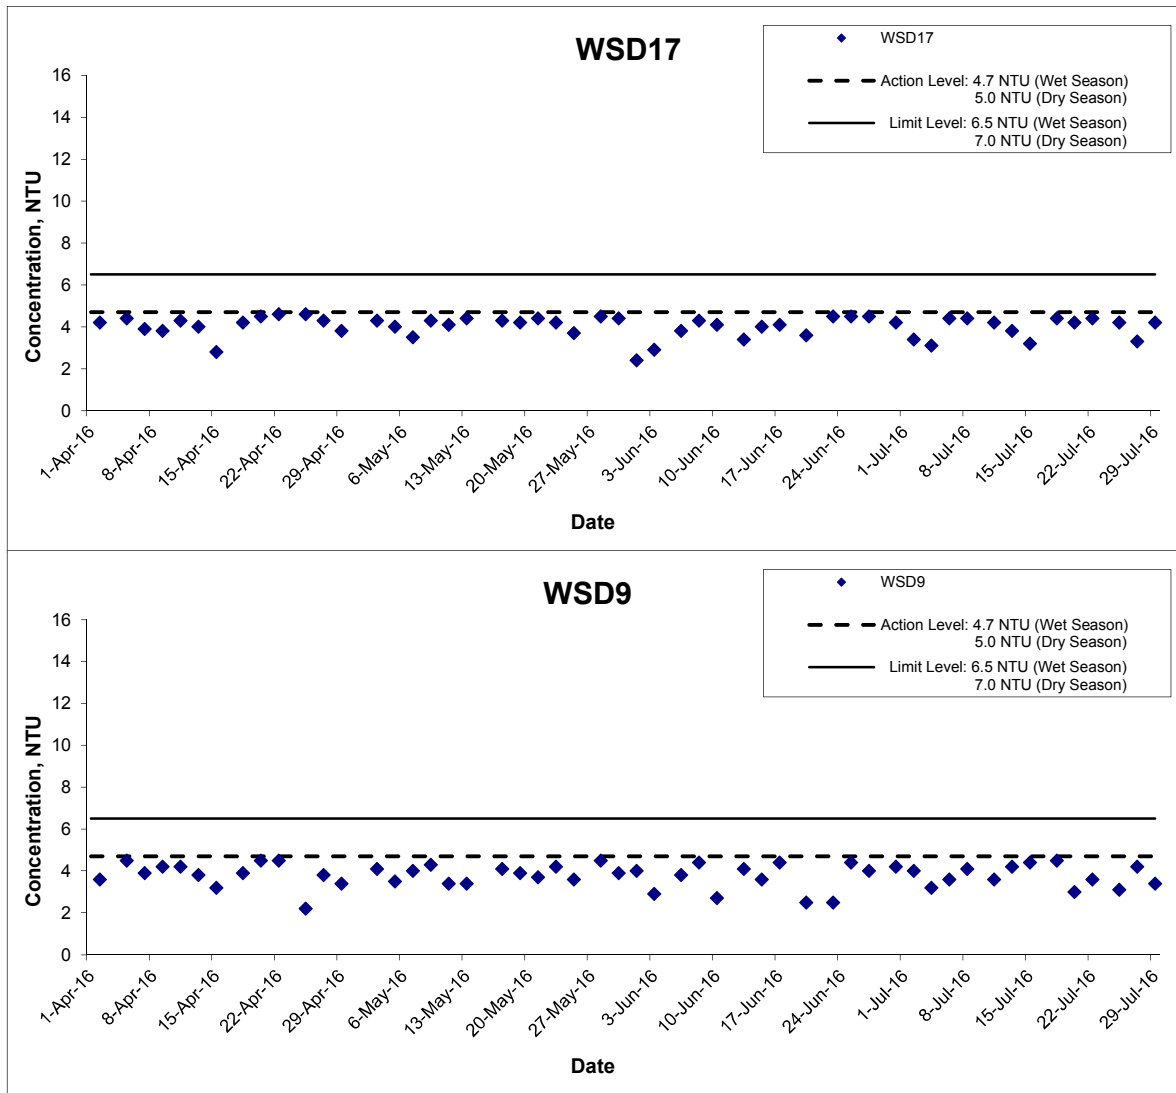 WSD17
WSD17
Action Level: 4.7 NTU (Wet Season)
5.0 NTU (Dry Season)
Limit Level: 6.5 NTU (Wet Season)
7.0 NTU (Dry Season)
16
14
12
10
8
6
4
2
0
Concentration, NTU
1-Apr-16
8-Apr-16
15-Apr-16
22-Apr-16
29-Apr-16
6-May-16
13-May-16
20-May-16
27-May-16
3-Jun-16
10-Jun-16
17-Jun-16
24-Jun-16
1-Jul-16
8-Jul-16
15-Jul-16
22-Jul-16
29-Jul-16
Date
WSD9
WSD9
Action Level: 4.7 NTU (Wet Season)
5.0 NTU (Dry Season)
Limit Level: 6.5 NTU (Wet Season)
7.0 NTU (Dry Season)
16
14
12
10
8
6
4
2
0
Concentration, NTU
1-Apr-16
8-Apr-16
15-Apr-16
22-Apr-16
29-Apr-16
6-May-16
13-May-16
20-May-16
27-May-16
3-Jun-16
10-Jun-16
17-Jun-16
24-Jun-16
1-Jul-16
8-Jul-16
15-Jul-16
22-Jul-16
29-Jul-16
Date